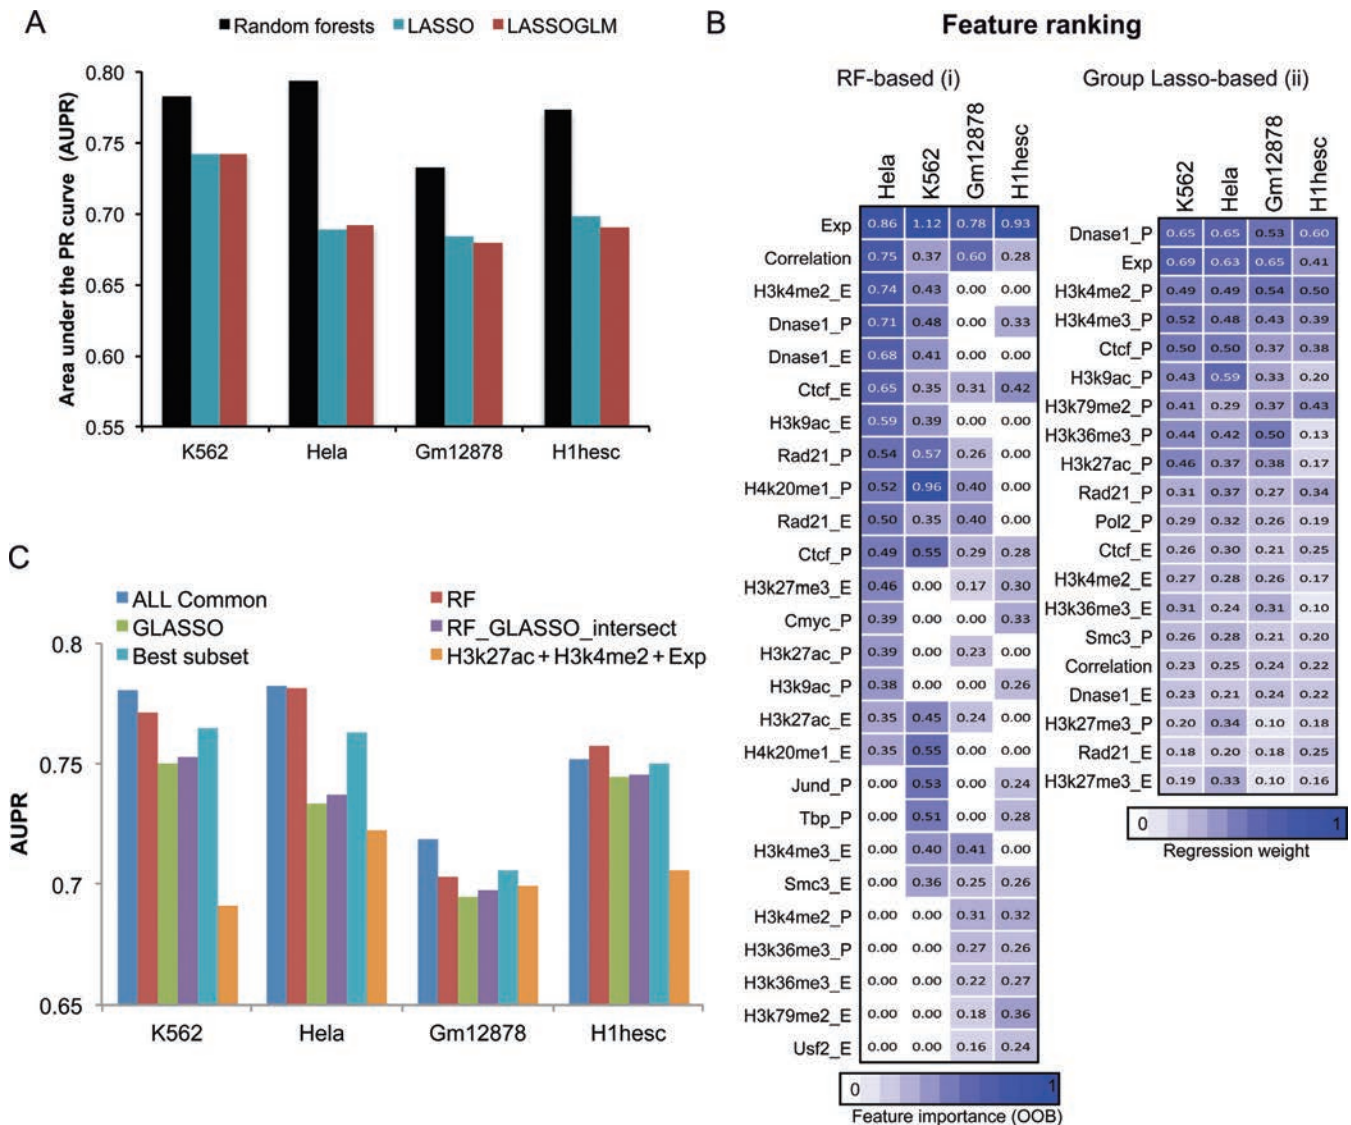 A
Random forests LASSO LASSOGLM
Area under the PR curve (AUPR)
0.80
0.75
0.70
0.65
0.60
0.55
K562 Hela Gm12878 H1hesc
B
Feature ranking
RF-based (i)
Hela K562 Gm12878 H1hesc
Exp 0.86 1.12 0.78 0.93
Correlation 0.75 0.37 0.60 0.28
H3k4me2_E 0.74 0.43 0.00 0.00
Dnase1_P 0.71 0.48 0.00 0.33
Dnase1_E 0.68 0.41 0.00 0.00
Ctcf_E 0.65 0.35 0.31 0.42
H3k9ac_E 0.59 0.39 0.00 0.00
Rad21_P 0.54 0.57 0.26 0.00
H4k20me1_P 0.52 0.96 0.40 0.00
Rad21_E 0.50 0.35 0.40 0.00
Ctcf_P 0.49 0.55 0.29 0.28
H3k27me3_E 0.46 0.00 0.17 0.30
Cmyc_P 0.39 0.00 0.00 0.33
H3k27ac_P 0.39 0.00 0.23 0.00
H3k9ac_P 0.38 0.00 0.00 0.26
H3k27ac_E 0.35 0.45 0.24 0.00
H4k20me1_E 0.35 0.55 0.00 0.00
Jund_P 0.00 0.53 0.00 0.24
Tbp_P 0.00 0.51 0.00 0.28
H3k4me3_E 0.00 0.40 0.41 0.00
Smc3_E 0.00 0.36 0.25 0.26
H3k4me2_P 0.00 0.00 0.31 0.32
H3k36me3_P 0.00 0.00 0.27 0.26
H3k36me3_E 0.00 0.00 0.22 0.27
H3k79me2_E 0.00 0.00 0.18 0.36
Usf2_E 0.00 0.00 0.16 0.24
0 1
Feature importance (OOB)
Group Lasso-based (ii)
K562 Hela Gm12878 H1hesc
Dnase1_P 0.65 0.65 0.53 0.60
Exp 0.69 0.63 0.65 0.41
H3k4me2_P 0.49 0.49 0.54 0.50
H3k4me3_P 0.52 0.48 0.43 0.39
Ctcf_P 0.50 0.50 0.37 0.38
H3k9ac_P 0.43 0.59 0.33 0.20
H3k79me2_P 0.41 0.29 0.37 0.43
H3k36me3_P 0.44 0.42 0.50 0.13
H3k27ac_P 0.46 0.37 0.38 0.17
Rad21_P 0.31 0.37 0.27 0.34
Pol2_P 0.29 0.32 0.26 0.19
Ctcf_E 0.26 0.30 0.21 0.25
H3k4me2_E 0.27 0.28 0.26 0.17
H3k36me3_E 0.31 0.24 0.31 0.10
Smc3_P 0.26 0.28 0.21 0.20
Correlation 0.23 0.25 0.24 0.22
Dnase1_E 0.23 0.21 0.24 0.22
H3k27me3_P 0.20 0.34 0.10 0.18
Rad21_E 0.18 0.20 0.18 0.25
H3k27me3_E 0.19 0.33 0.10 0.16
0 1
Regression weight
C
ALL Common RF
GLASSO RF_GLASSO_intersect
Best subset H3k27ac+H3k4me2+Exp
AUPR
0.8
0.75
0.7
0.65
K562 Hela Gm12878 H1hesc